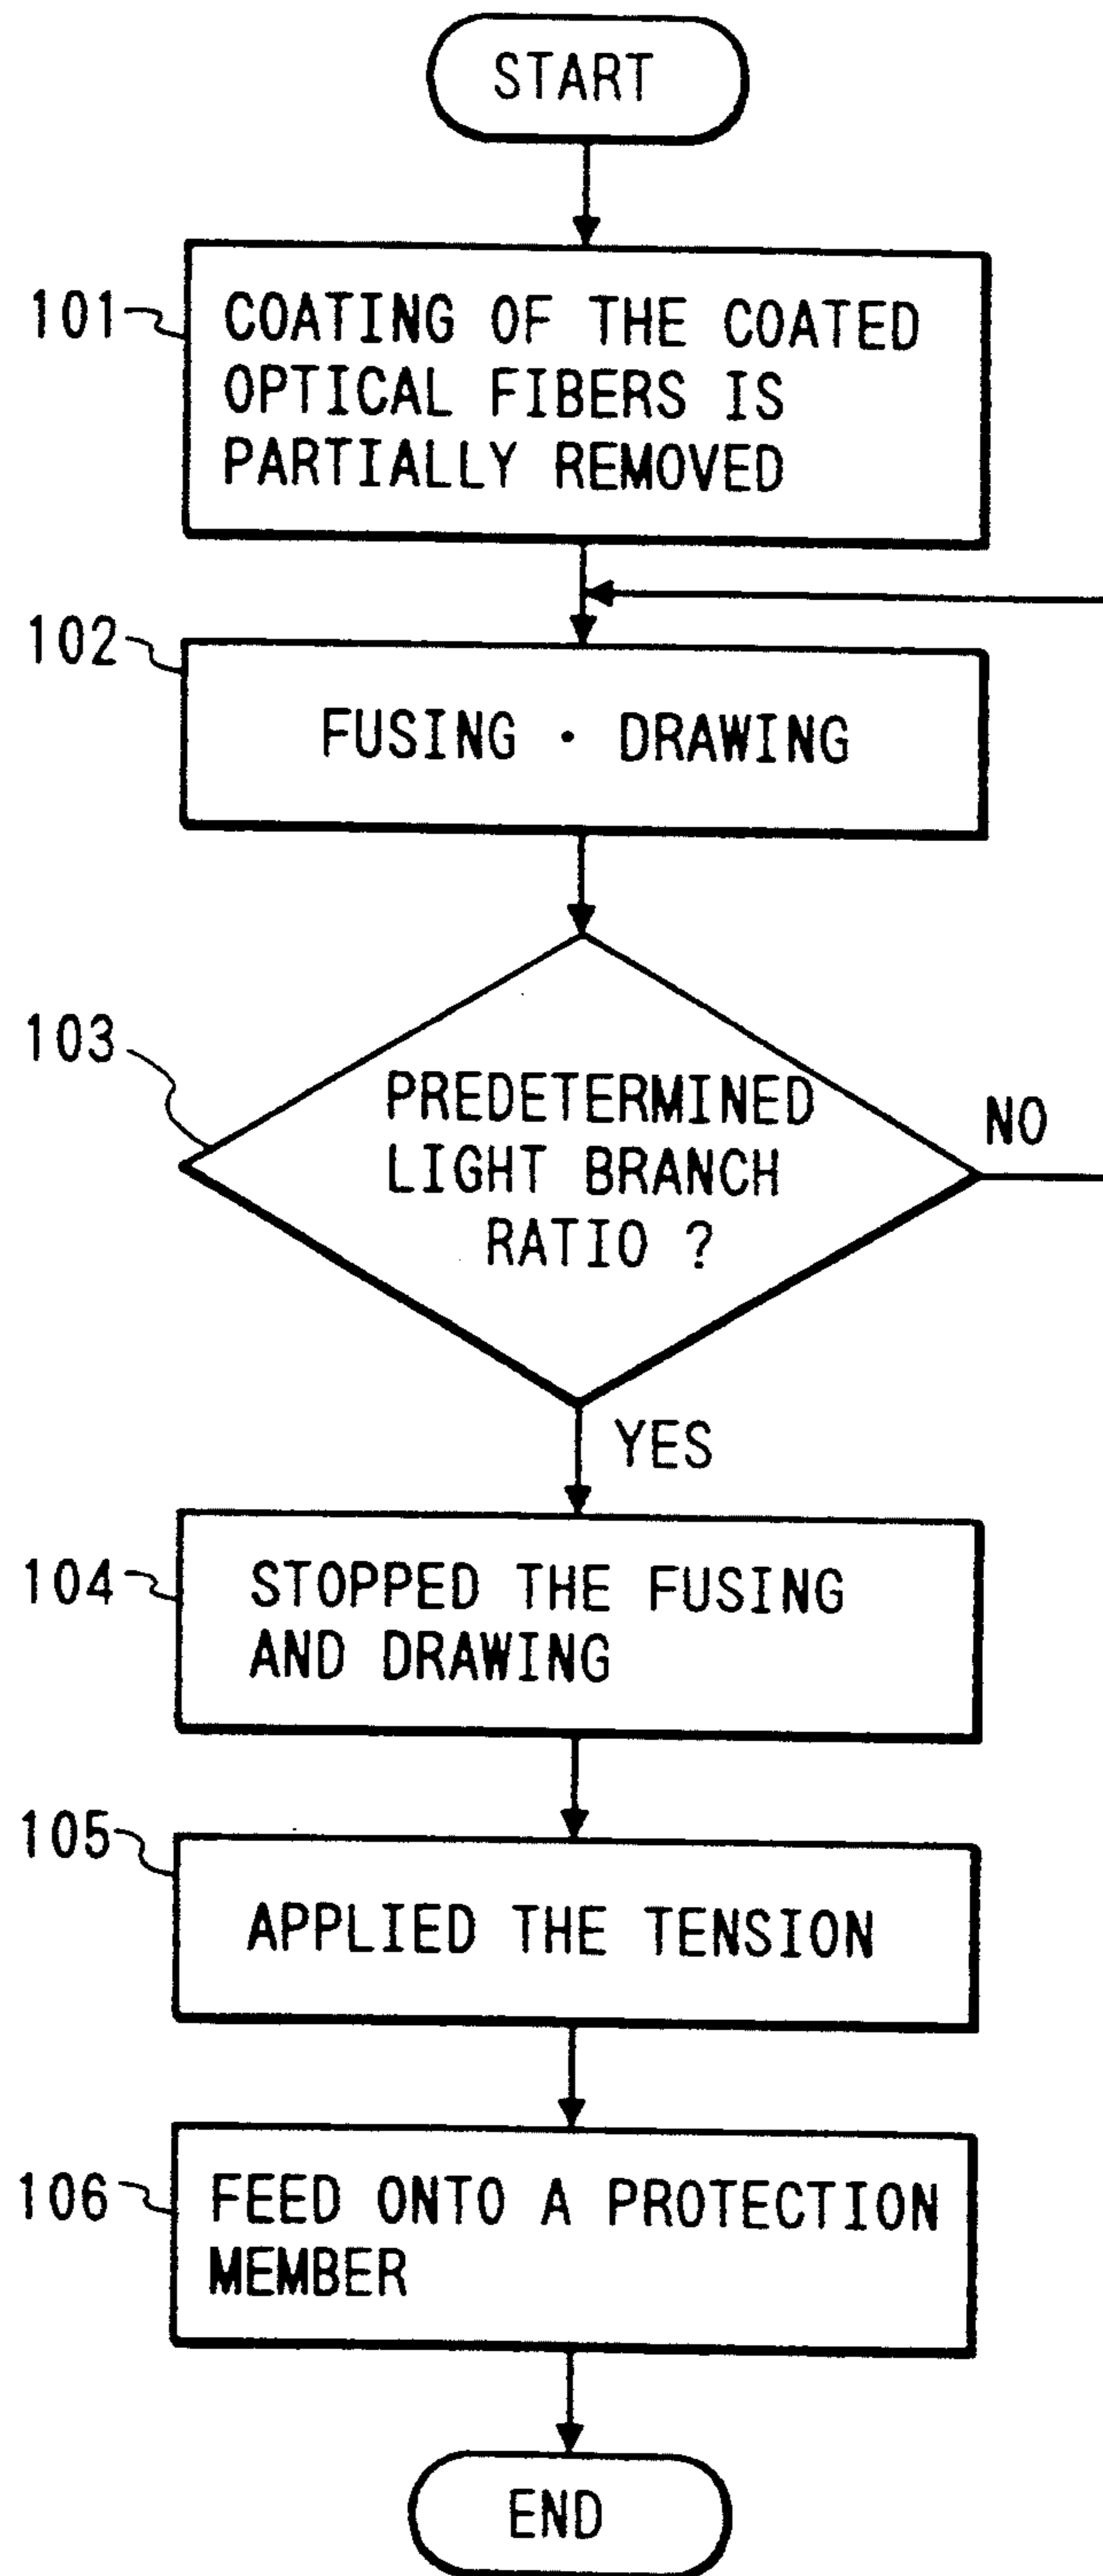 START
101
COATING OF THE COATED
OPTICAL FIBERS IS
PARTIALLY REMOVED
102
FUSING · DRAWING
103
PREDETERMINED
LIGHT BRANCH
RATIO ?
NO
YES
104
STOPPED THE FUSING
AND DRAWING
105
APPLIED THE TENSION
106
FEED ONTO A PROTECTION
MEMBER
END